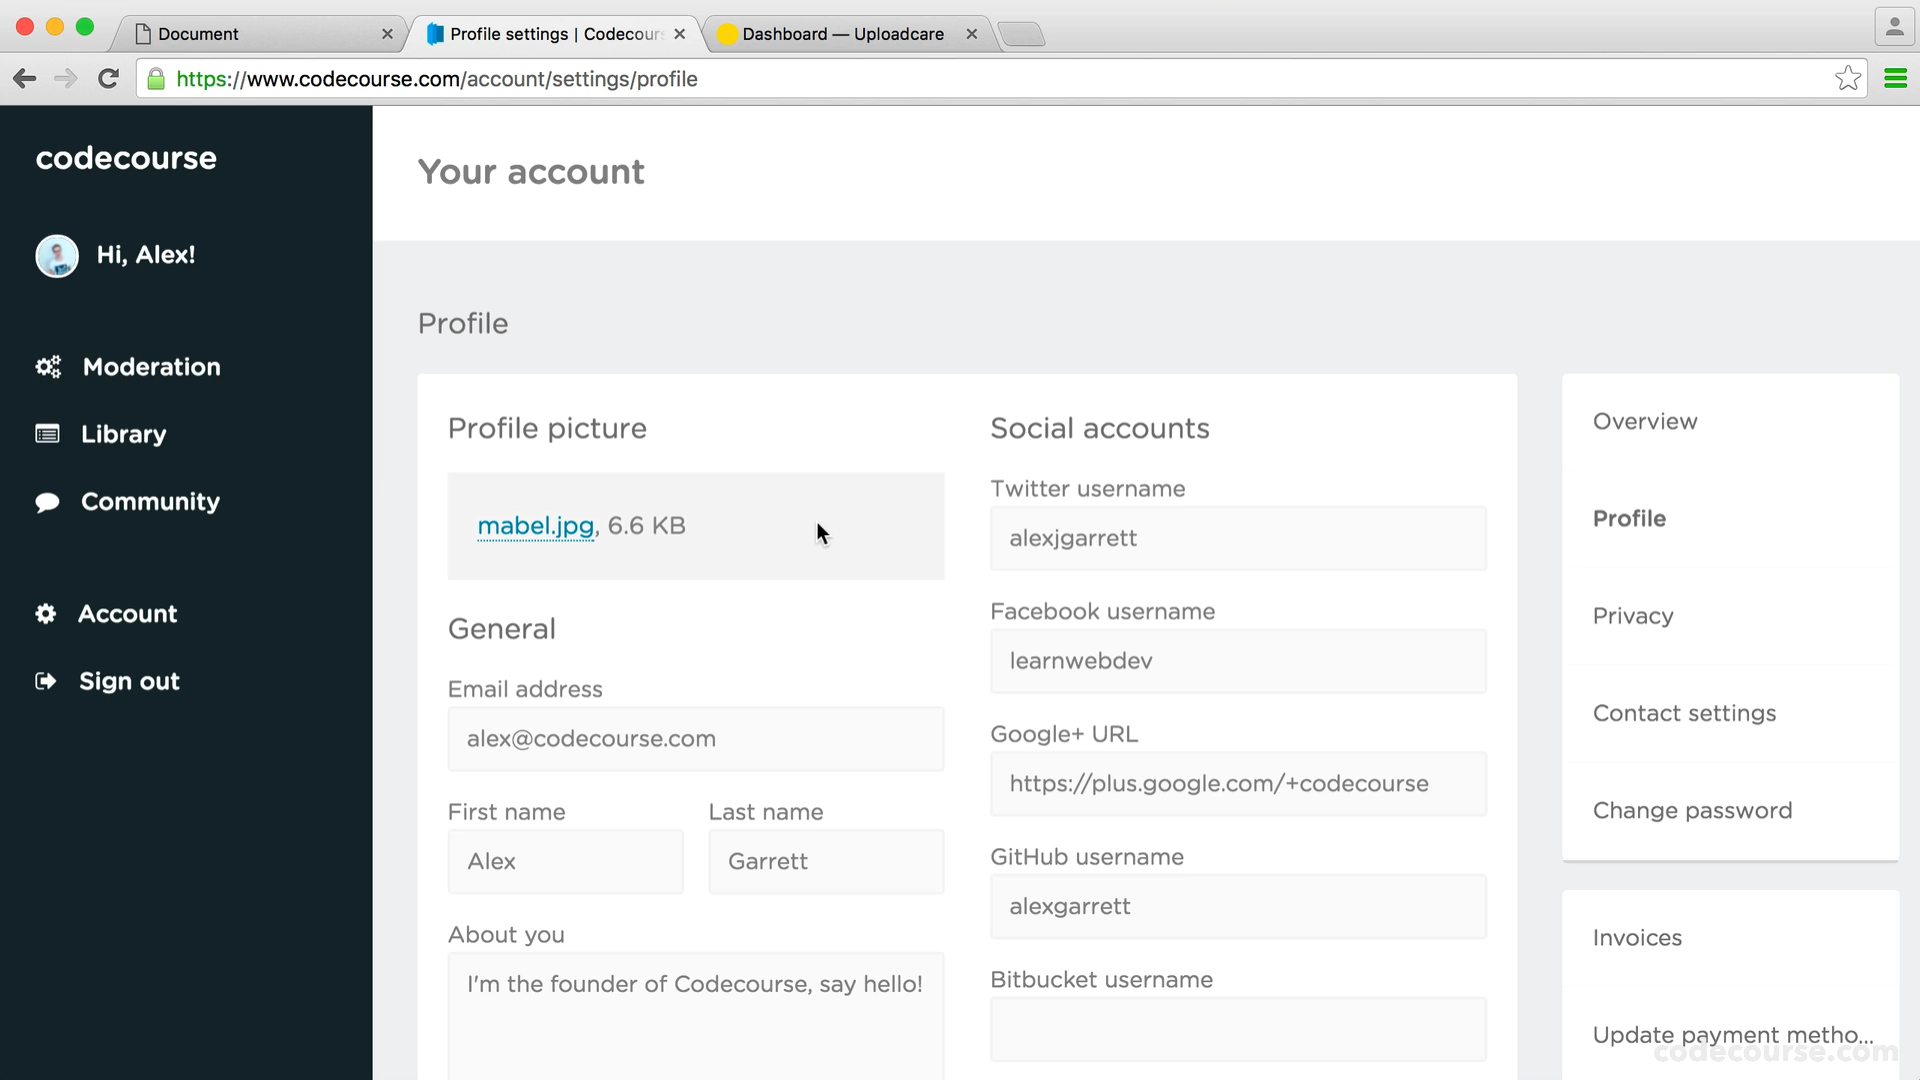 Document
Profile settings | Codecour
Dashboard — Uploadcare
https://www.codecourse.com/account/settings/profile
codecourse
Hi, Alex!
Moderation
Library
Community
Account
Sign out
Your account
Profile
Profile picture
mabel.jpg, 6.6 KB
General
Email address
alex@codecourse.com
First name
Last name
Alex
Garrett
About you
I'm the founder of Codecourse, say hello!
Social accounts
Twitter username
alexjgarrett
Facebook username
learnwebdev
Google+ URL
https://plus.google.com/+codecourse
GitHub username
alexgarrett
Bitbucket username
Overview
Profile
Privacy
Contact settings
Change password
Invoices
Update payment metho...
codecourse.com